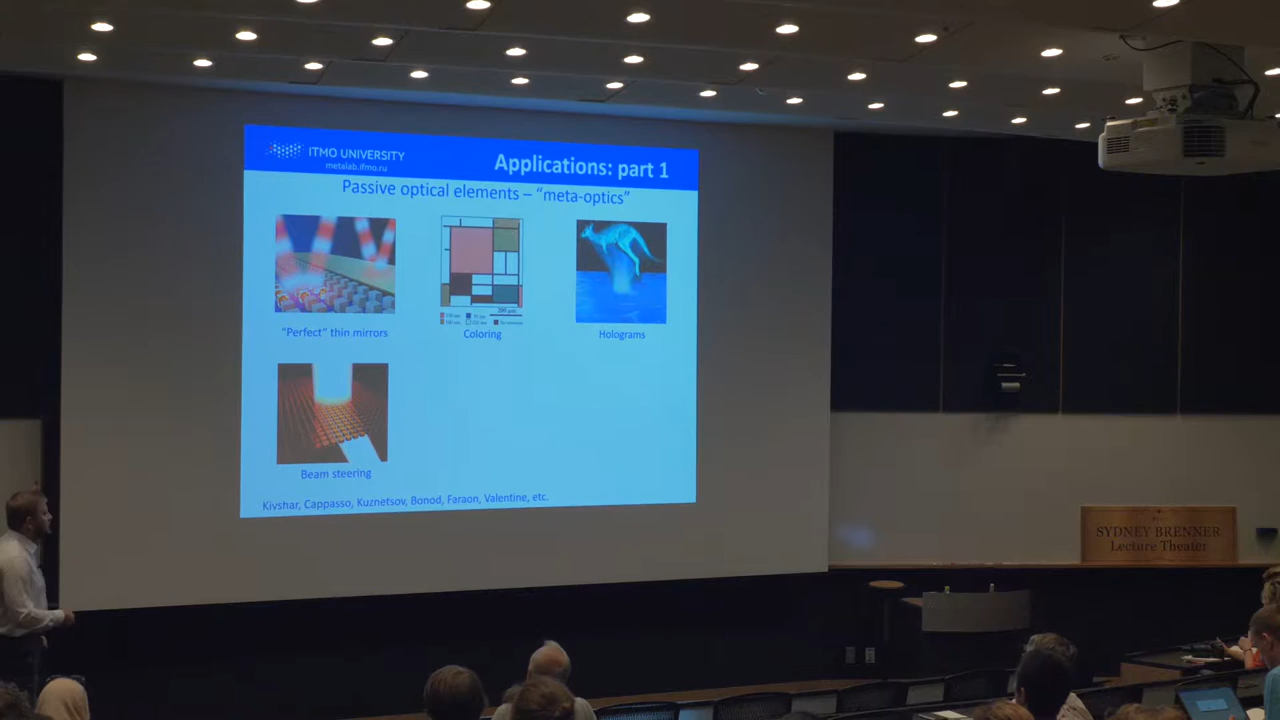 ITMO UNIVERSITY
metalab.ifmo.ru
Applications: part 1
Passive optical elements – “meta-optics”
“Perfect” thin mirrors
Coloring
Holograms
Beam steering
Kivshar, Cappasso, Kuznetsov, Bonod, Faraon, Valentine, etc.
SYDNEY BRENNER
Lecture Theater